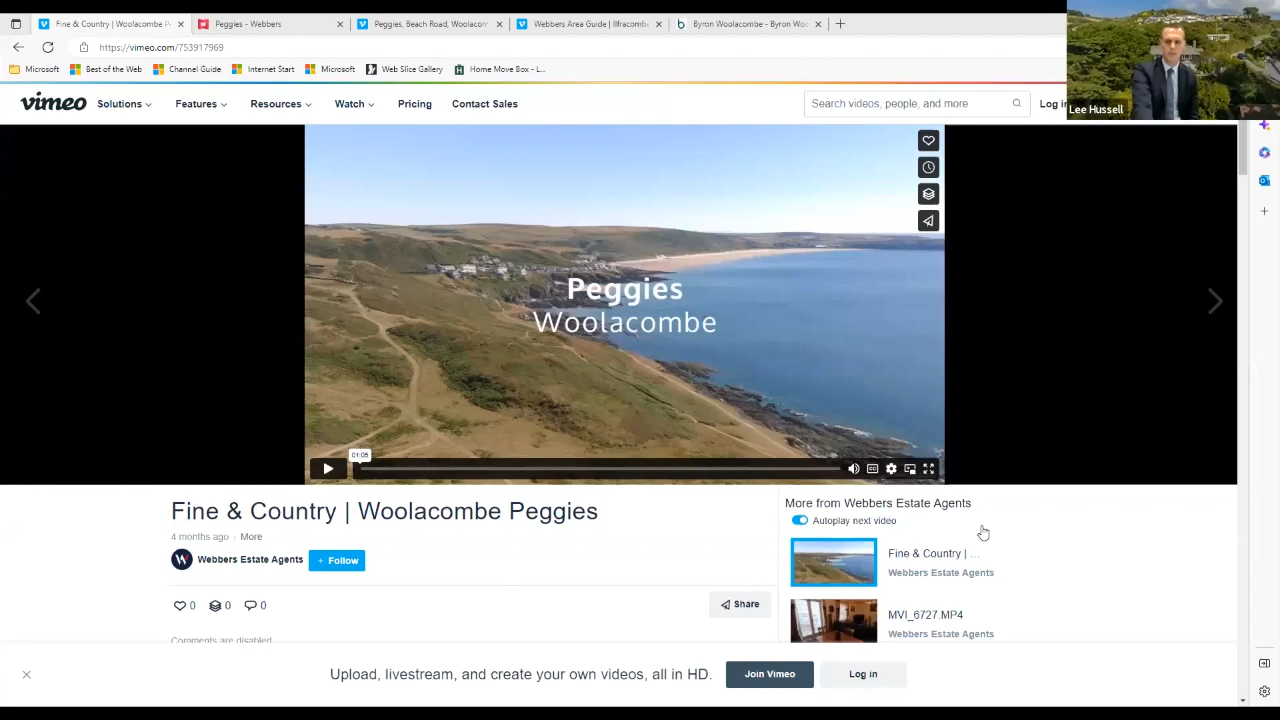 Fine & Country | Woolacombe P
Peggies - Webbers
Peggies, Beach Road, Woolacom
Webbers Area Guide | Ilfracombe
Byron Woolacombe - Byron Woo
https://vimeo.com/753917969
Microsoft
Best of the Web
Channel Guide
Internet Start
Microsoft
Web Slice Gallery
Home Move Box - L...
Lee Hussell
vimeo
Solutions
Features
Resources
Watch
Pricing
Contact Sales
Search videos, people, and more
Log in
Peggies
Woolacombe
01:05
CC
Fine & Country | Woolacombe Peggies
4 months ago
More
Webbers Estate Agents
+ Follow
0
0
0
Share
Comments are disabled
More from Webbers Estate Agents
Autoplay next video
Fine & Country | ...
Webbers Estate Agents
MVI_6727.MP4
Webbers Estate Agents
Upload, livestream, and create your own videos, all in HD.
Join Vimeo
Log in